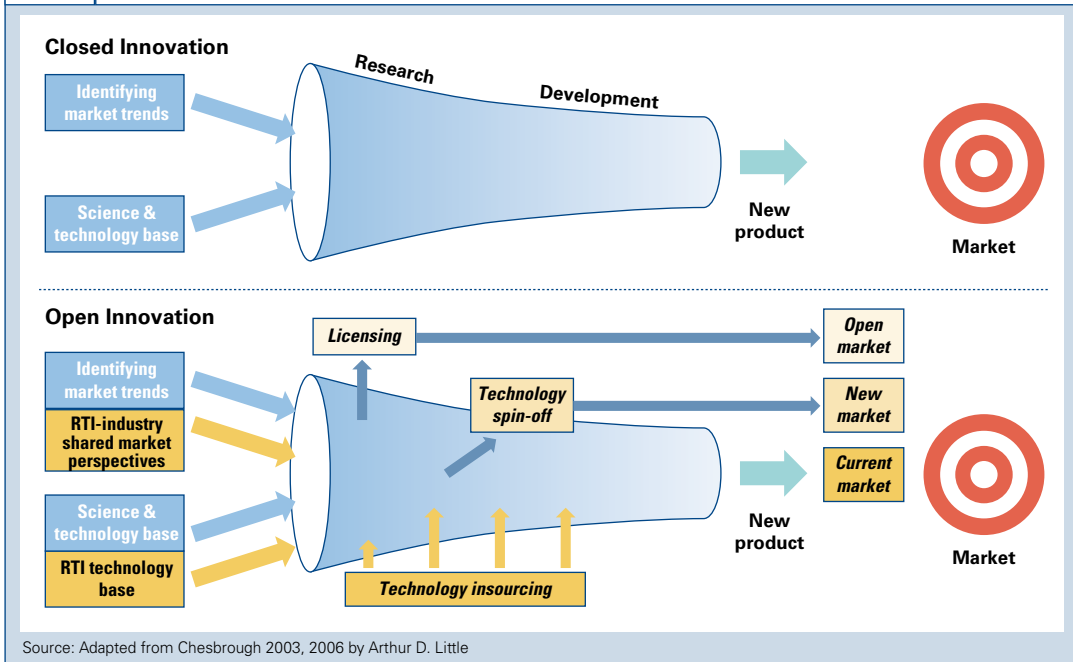 Closed Innovation
Identifying
market trends
Science &
technology base
Research
Development
New
product
Market
Open Innovation
Identifying
market trends
RTI-industry
shared market
perspectives
Science &
technology base
RTI technology
base
Licensing
Technology
spin-off
Technology insourcing
New
product
Open
market
New
market
Current
market
Market
Source: Adapted from Chesbrough 2003, 2006 by Arthur D. Little